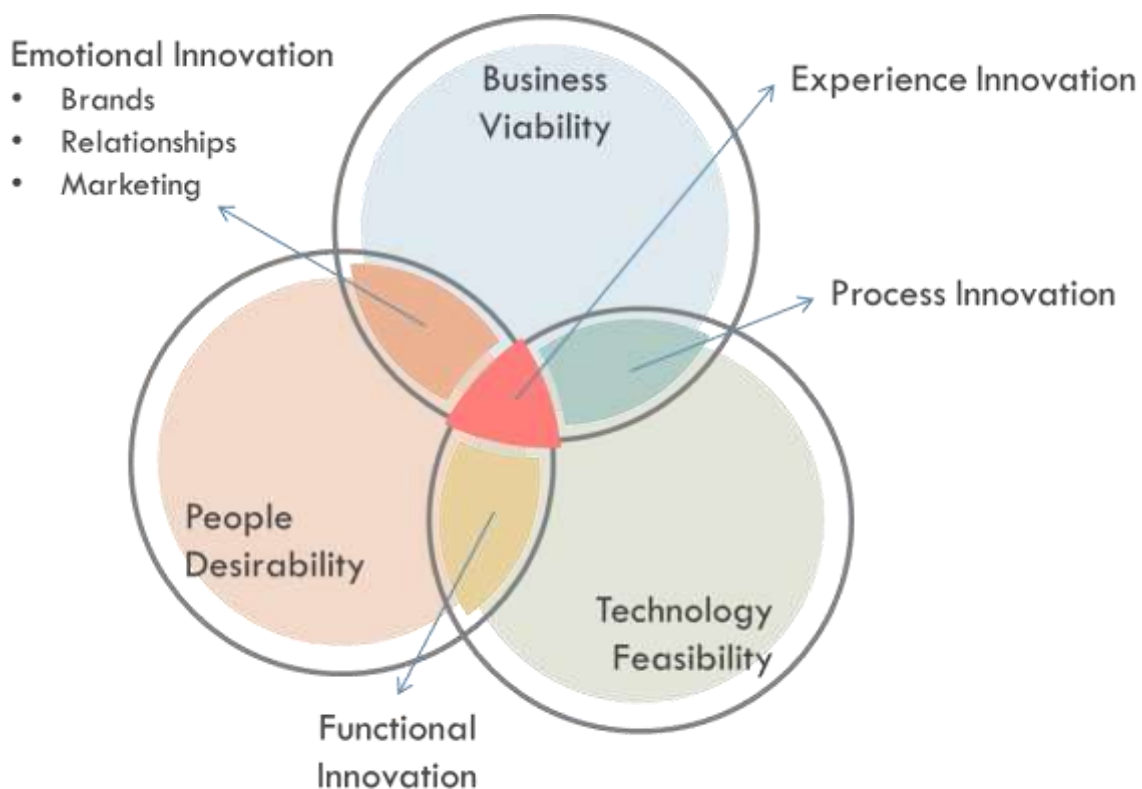 Emotional Innovation
• Brands
• Relationships
• Marketing
Business
Viability
Experience Innovation
Process Innovation
People
Desirability
Technology
Feasibility
Functional
Innovation